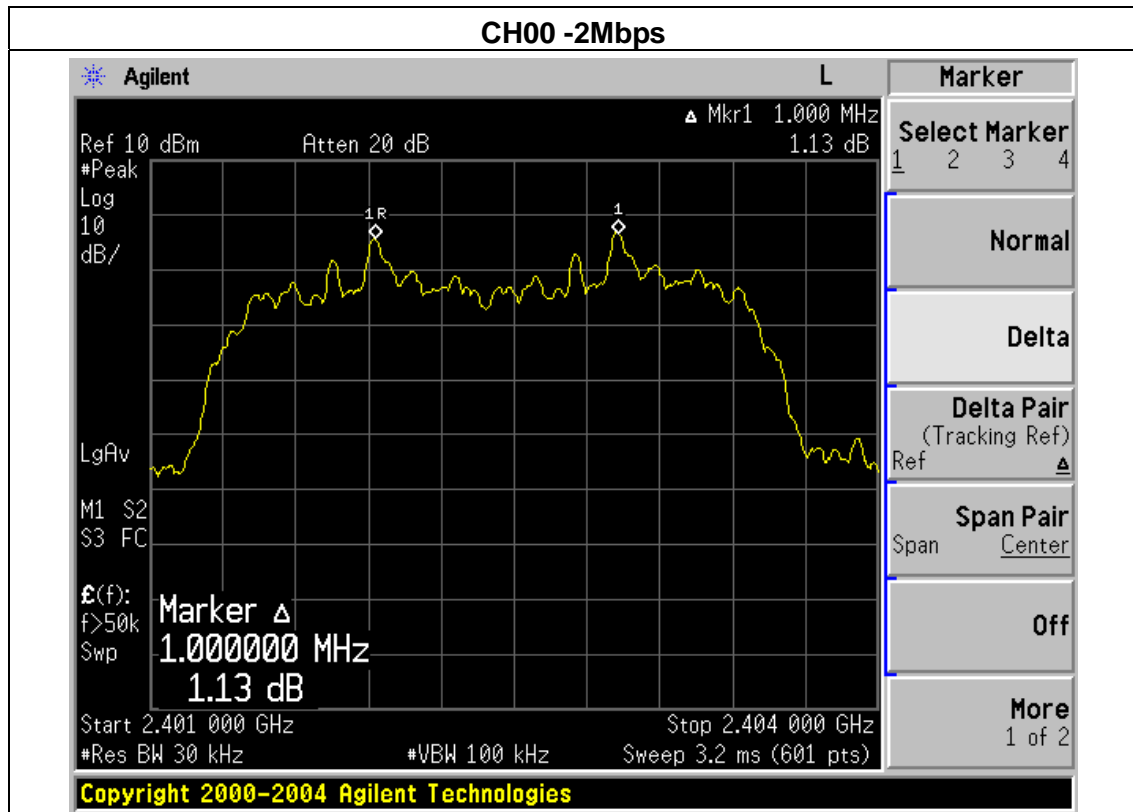 CH00 -2Mbps
Agilent L
Δ Mkr1 1.000 MHz
Ref 10 dBm Atten 20 dB 1.13 dB
#Peak
Log
10
dB/
1R
1
LgAv
M1 S2
S3 FC
£(f):
f>50k
Swp
Marker Δ
1.000000 MHz
1.13 dB
Start 2.401 000 GHz Stop 2.404 000 GHz
#Res BW 30 kHz #VBW 100 kHz Sweep 3.2 ms (601 pts)
Copyright 2000-2004 Agilent Technologies
Marker
Select Marker
1 2 3 4
Normal
Delta
Delta Pair
(Tracking Ref)
Ref Δ
Span Pair
Span Center
Off
More
1 of 2